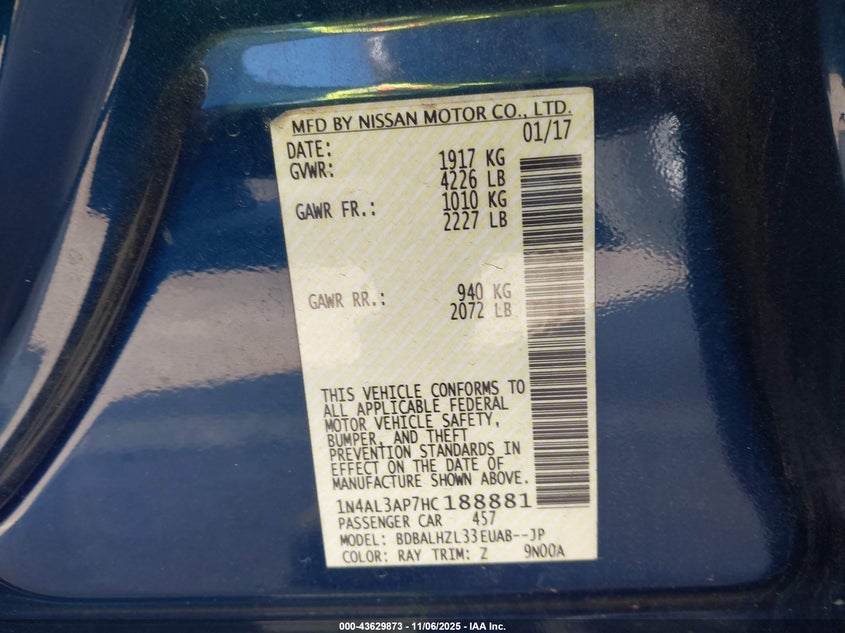 MFD BY NISSAN MOTOR CO., LTD.
DATE: 01/17
GVWR: 1917 KG
4226 LB
GAWR FR.: 1010 KG
2227 LB
GAWR RR.: 940 KG
2072 LB
THIS VEHICLE CONFORMS TO
ALL APPLICABLE FEDERAL
MOTOR VEHICLE SAFETY,
BUMPER, AND THEFT
PREVENTION STANDARDS IN
EFFECT ON THE DATE OF
MANUFACTURE SHOWN ABOVE.
1N4AL3AP7HC188881
PASSENGER CAR 457
MODEL: BDBALHZL33EUAB--JP
COLOR: RAY TRIM: Z 9N00A
000-43629873 - 11/06/2025 - IAA Inc.